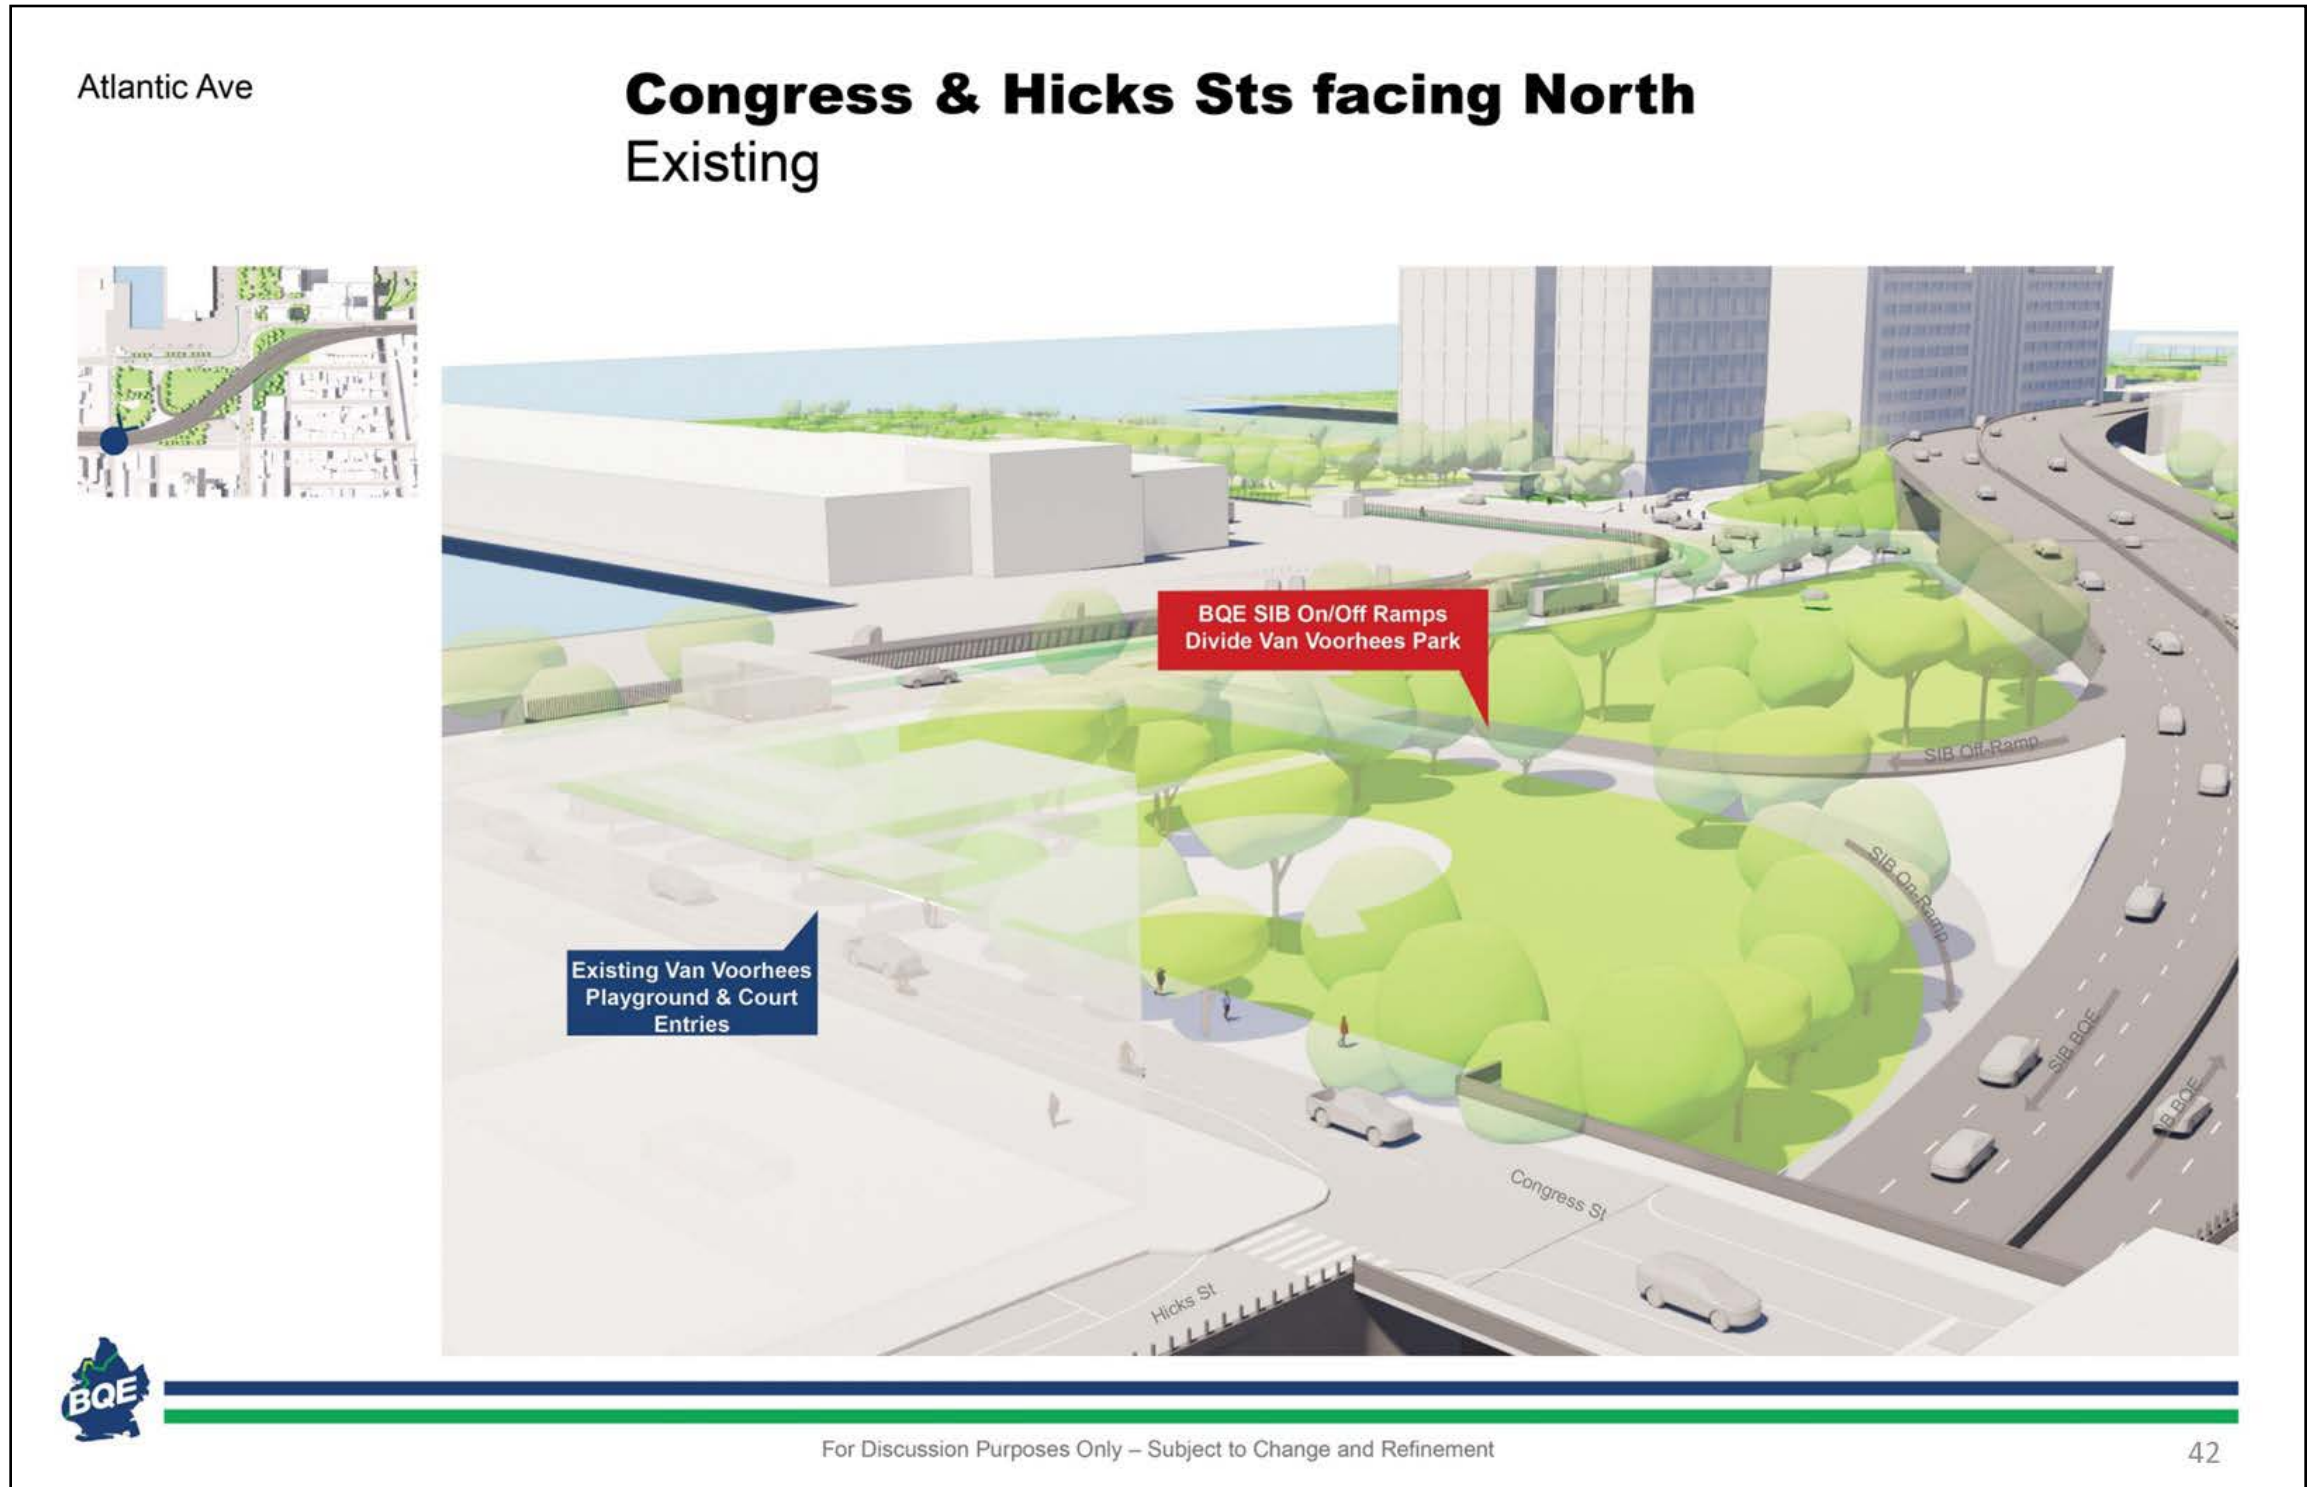 Atlantic Ave
Congress & Hicks Sts facing North
Existing
BQE SIB On/Off Ramps
Divide Van Voorhees Park
SIB Off-Ramp
SIB On-Ramp
Existing Van Voorhees
Playground & Court
Entries
SIB BQE
BQE
Congress St
Hicks St
BQE
For Discussion Purposes Only – Subject to Change and Refinement
42